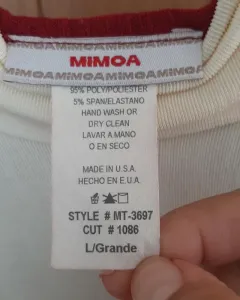 MIMOA
MIMOAMIMOAMIMOAMIMOAMIMO
95% POLY/POLIESTER
5% SPAN/ELASTANO
HAND WASH OR
DRY CLEAN
LAVAR A MANO
O EN SECO
MADE IN U.S.A.
HECHO EN E.U.A.
STYLE # MT-3697
CUT # 1086
L/Grande